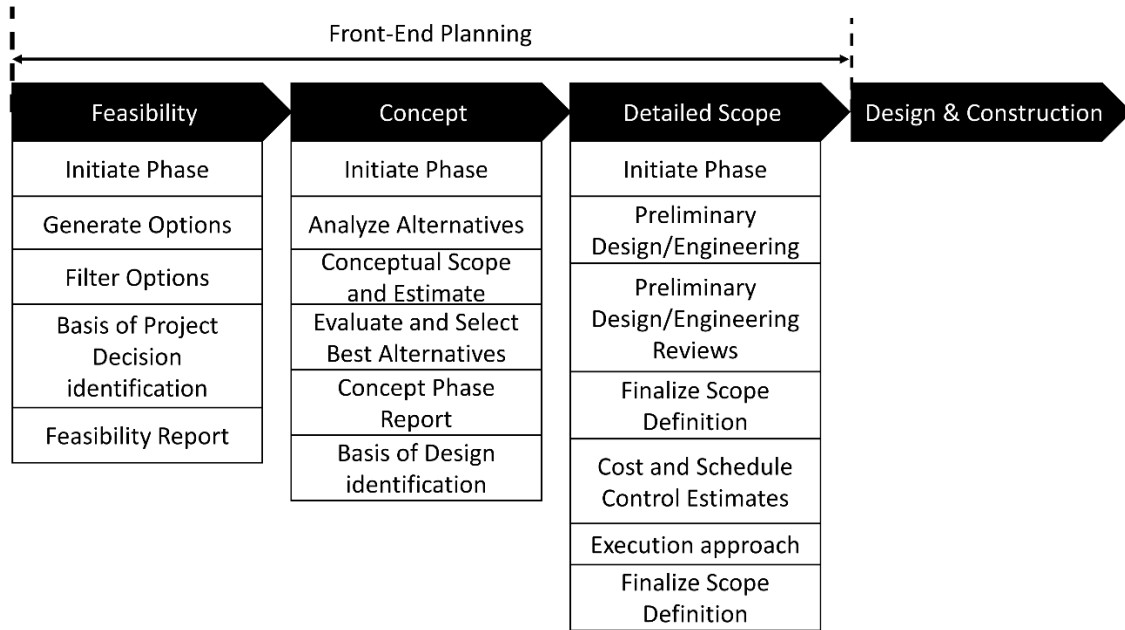 Front-End Planning
Feasibility
Concept
Detailed Scope
Design & Construction
Initiate Phase
Generate Options
Filter Options
Basis of Project
Decision
identification
Feasibility Report
Initiate Phase
Analyze Alternatives
Conceptual Scope
and Estimate
Evaluate and Select
Best Alternatives
Concept Phase
Report
Basis of Design
identification
Initiate Phase
Preliminary
Design/Engineering
Preliminary
Design/Engineering
Reviews
Finalize Scope
Definition
Cost and Schedule
Control Estimates
Execution approach
Finalize Scope
Definition